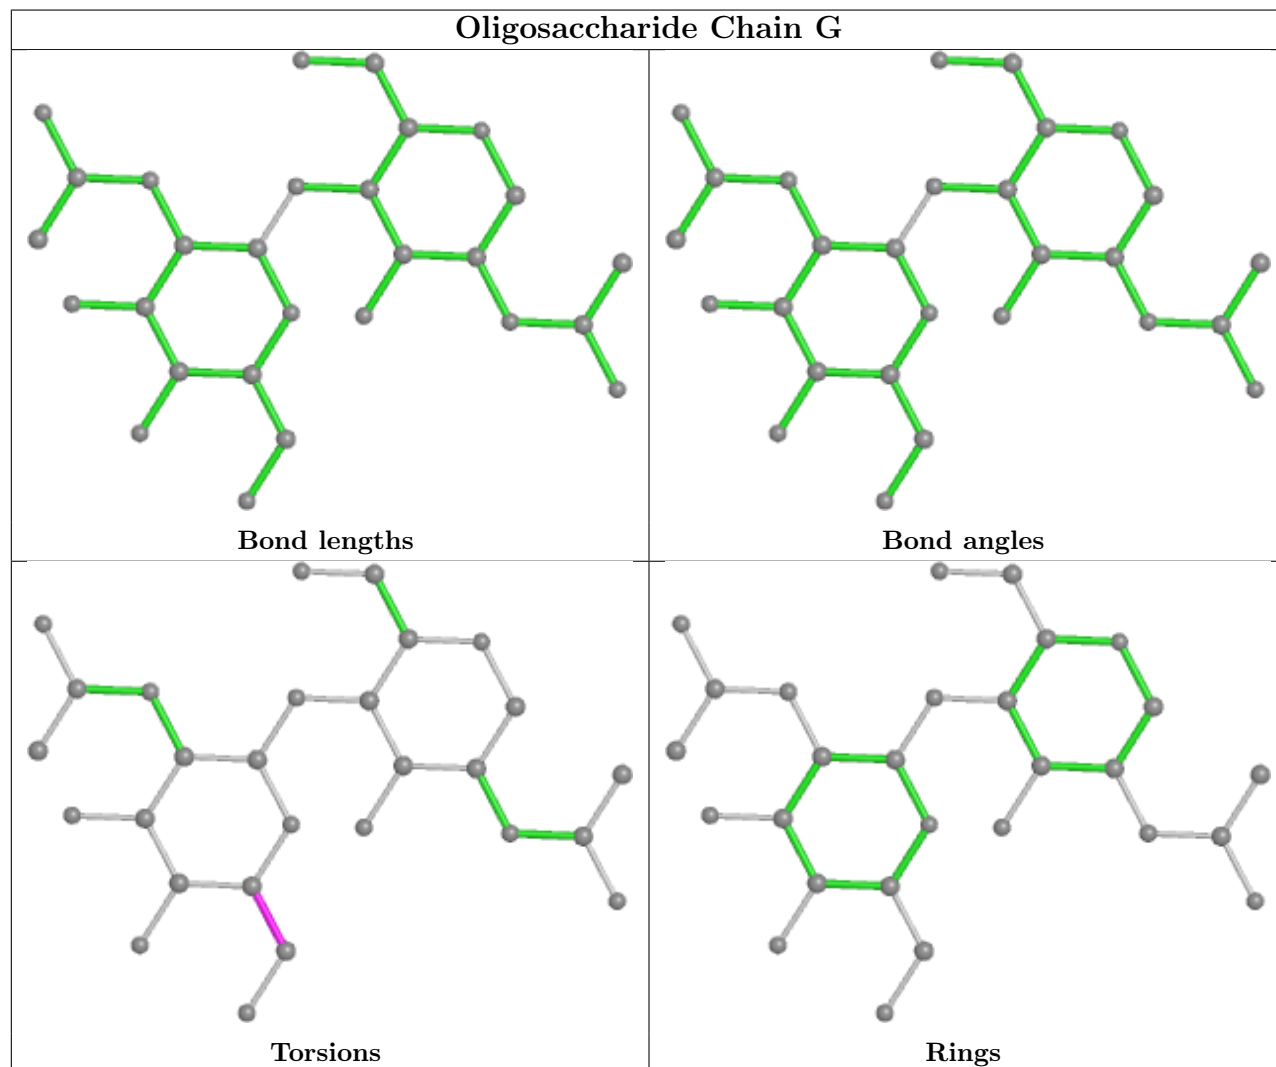 Oligosaccharide Chain G
Bond lengths
Bond angles
Torsions
Rings